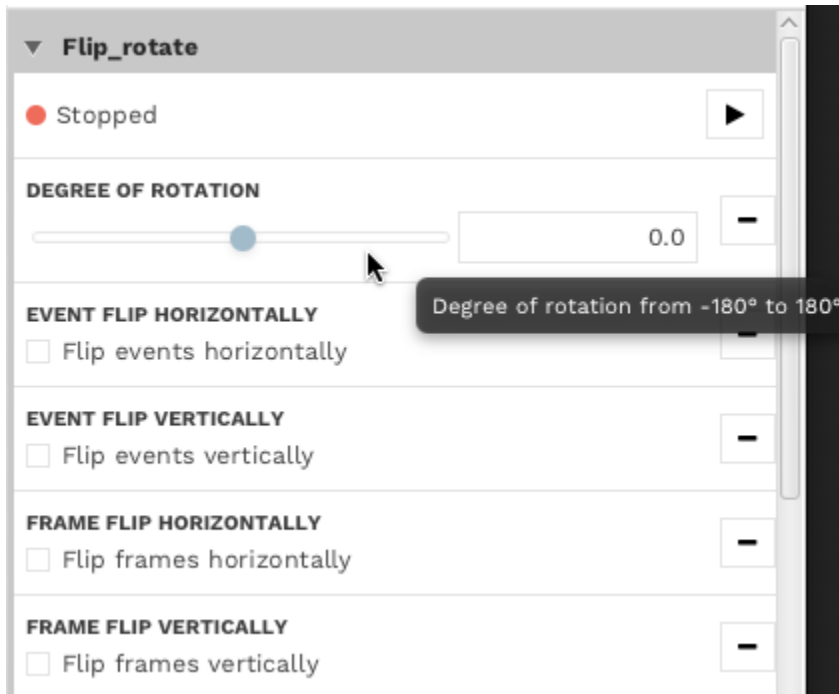 Flip_rotate
Stopped
DEGREE OF ROTATION
0.0
Degree of rotation from -180° to 180°
EVENT FLIP HORIZONTALLY
Flip events horizontally
EVENT FLIP VERTICALLY
Flip events vertically
FRAME FLIP HORIZONTALLY
Flip frames horizontally
FRAME FLIP VERTICALLY
Flip frames vertically